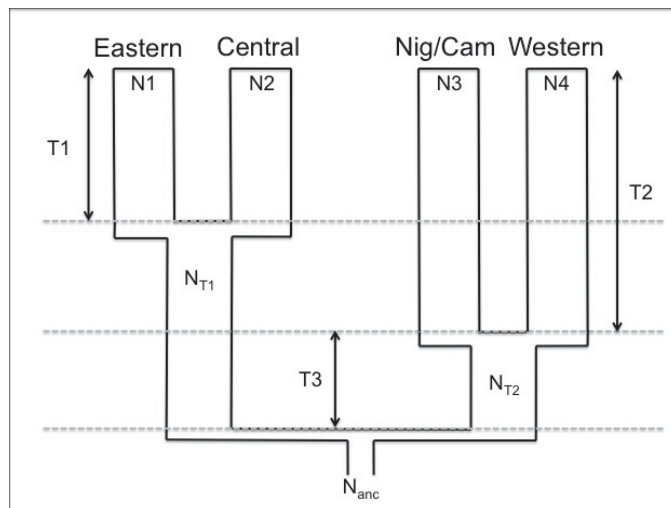 Eastern Central Nig/Cam Western
N1 N2 N3 N4
T1
T2
NT1
T3
NT2
Nanc